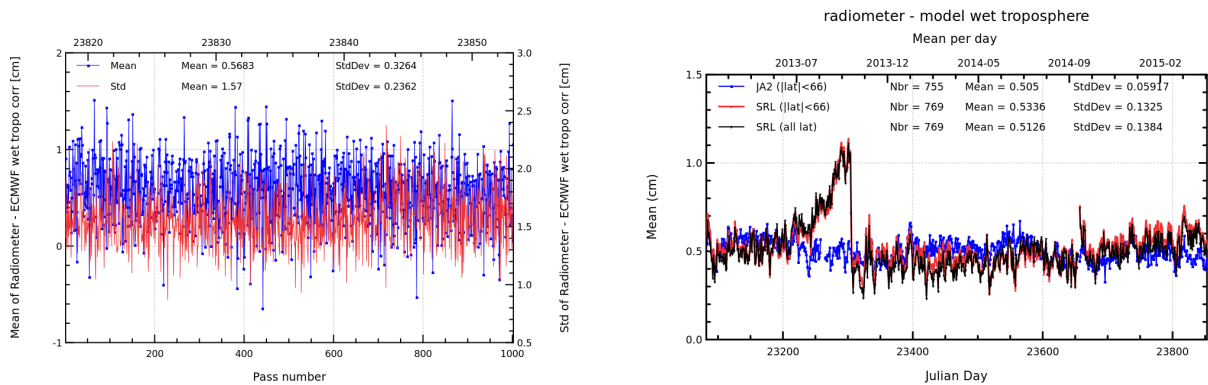 23820 23830 23840 23850
2
3.0
Mean Mean = 0.5683 StdDev = 0.3264
Std Mean = 1.57 StdDev = 0.2362
2.5
1
2.0
1.5
0
1.0
-1
0.5
200 400 600 800 1000
Pass number
Mean of Radiometer - ECMWF wet tropo corr [cm]
Std of Radiometer - ECMWF wet tropo corr [cm]
radiometer - model wet troposphere
Mean per day
2013-07 2013-12 2014-05 2014-09 2015-02
1.5
JA2 (|lat|<66) Nbr = 755 Mean = 0.505 StdDev = 0.05917
SRL (|lat|<66) Nbr = 769 Mean = 0.5336 StdDev = 0.1325
SRL (all lat) Nbr = 769 Mean = 0.5126 StdDev = 0.1384
1.0
0.5
0.0
23200 23400 23600 23800
Julian Day
Mean (cm)